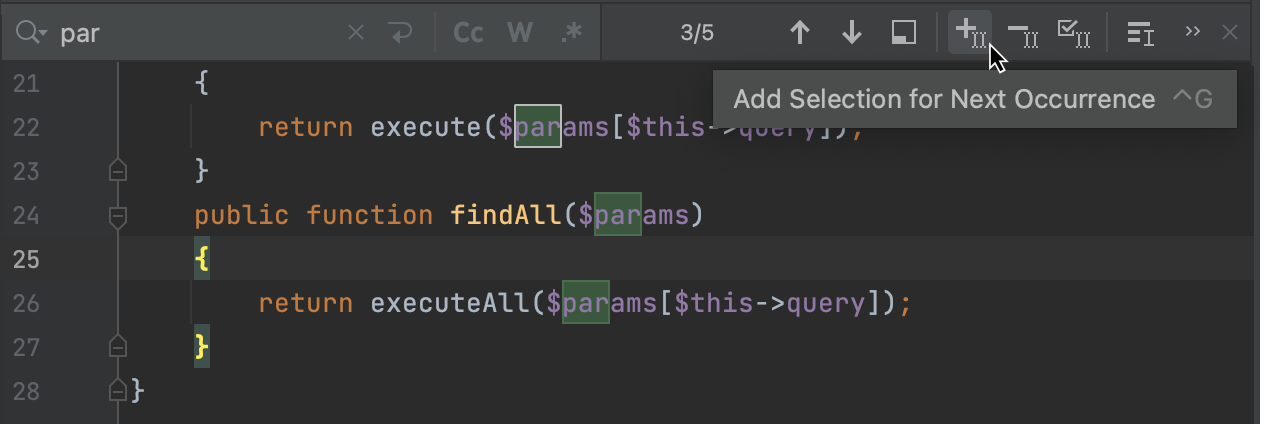 par Cc W .* 3/5
Add Selection for Next Occurrence ^G
21 {
22 return execute($params[$this->query]);
23 }
24 public function findAll($params)
25 {
26 return executeAll($params[$this->query]);
27 }
28 }